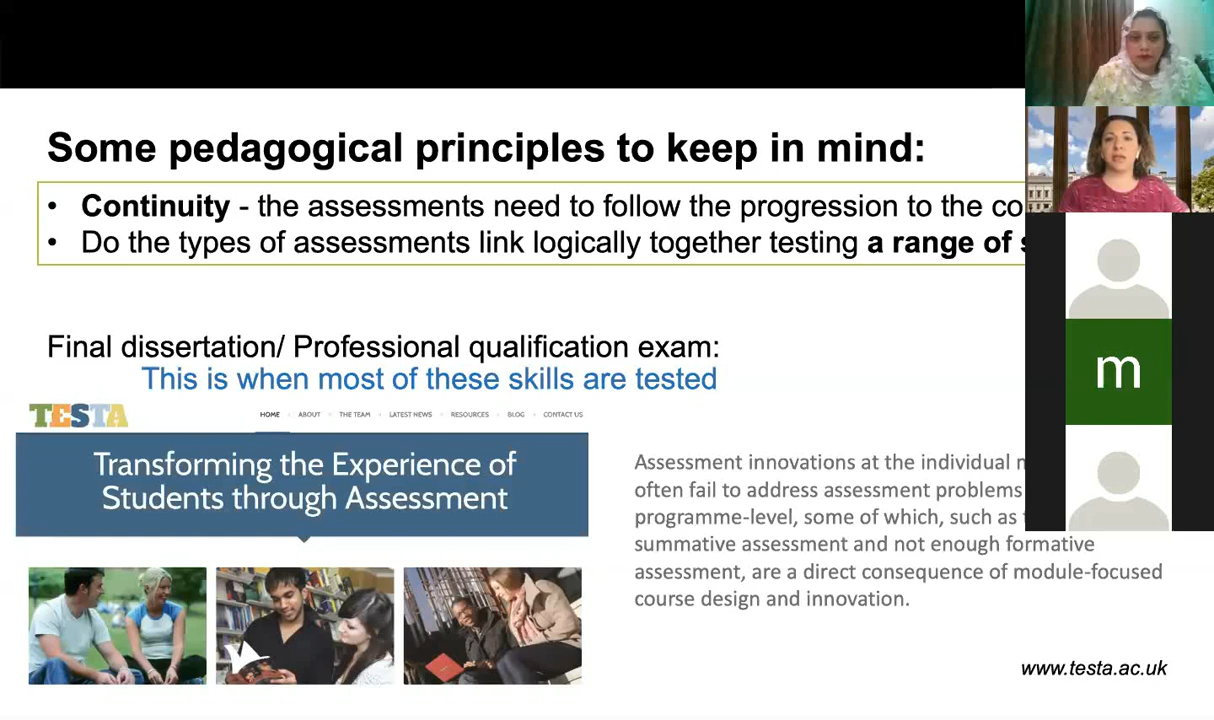 Some pedagogical principles to keep in mind:
• Continuity - the assessments need to follow the progression to the
• Do the types of assessments link logically together testing a range of
Final dissertation/ Professional qualification exam:
This is when most of these skills are tested
TESTA
HOME ABOUT THE TEAM LATEST NEWS RESOURCES BLOG CONTACT US
Transforming the Experience of
Students through Assessment
Assessment innovations at the individual
often fail to address assessment problems
programme-level, some of which, such as
summative assessment and not enough formative
assessment, are a direct consequence of module-focused
course design and innovation.
www.testa.ac.uk
m